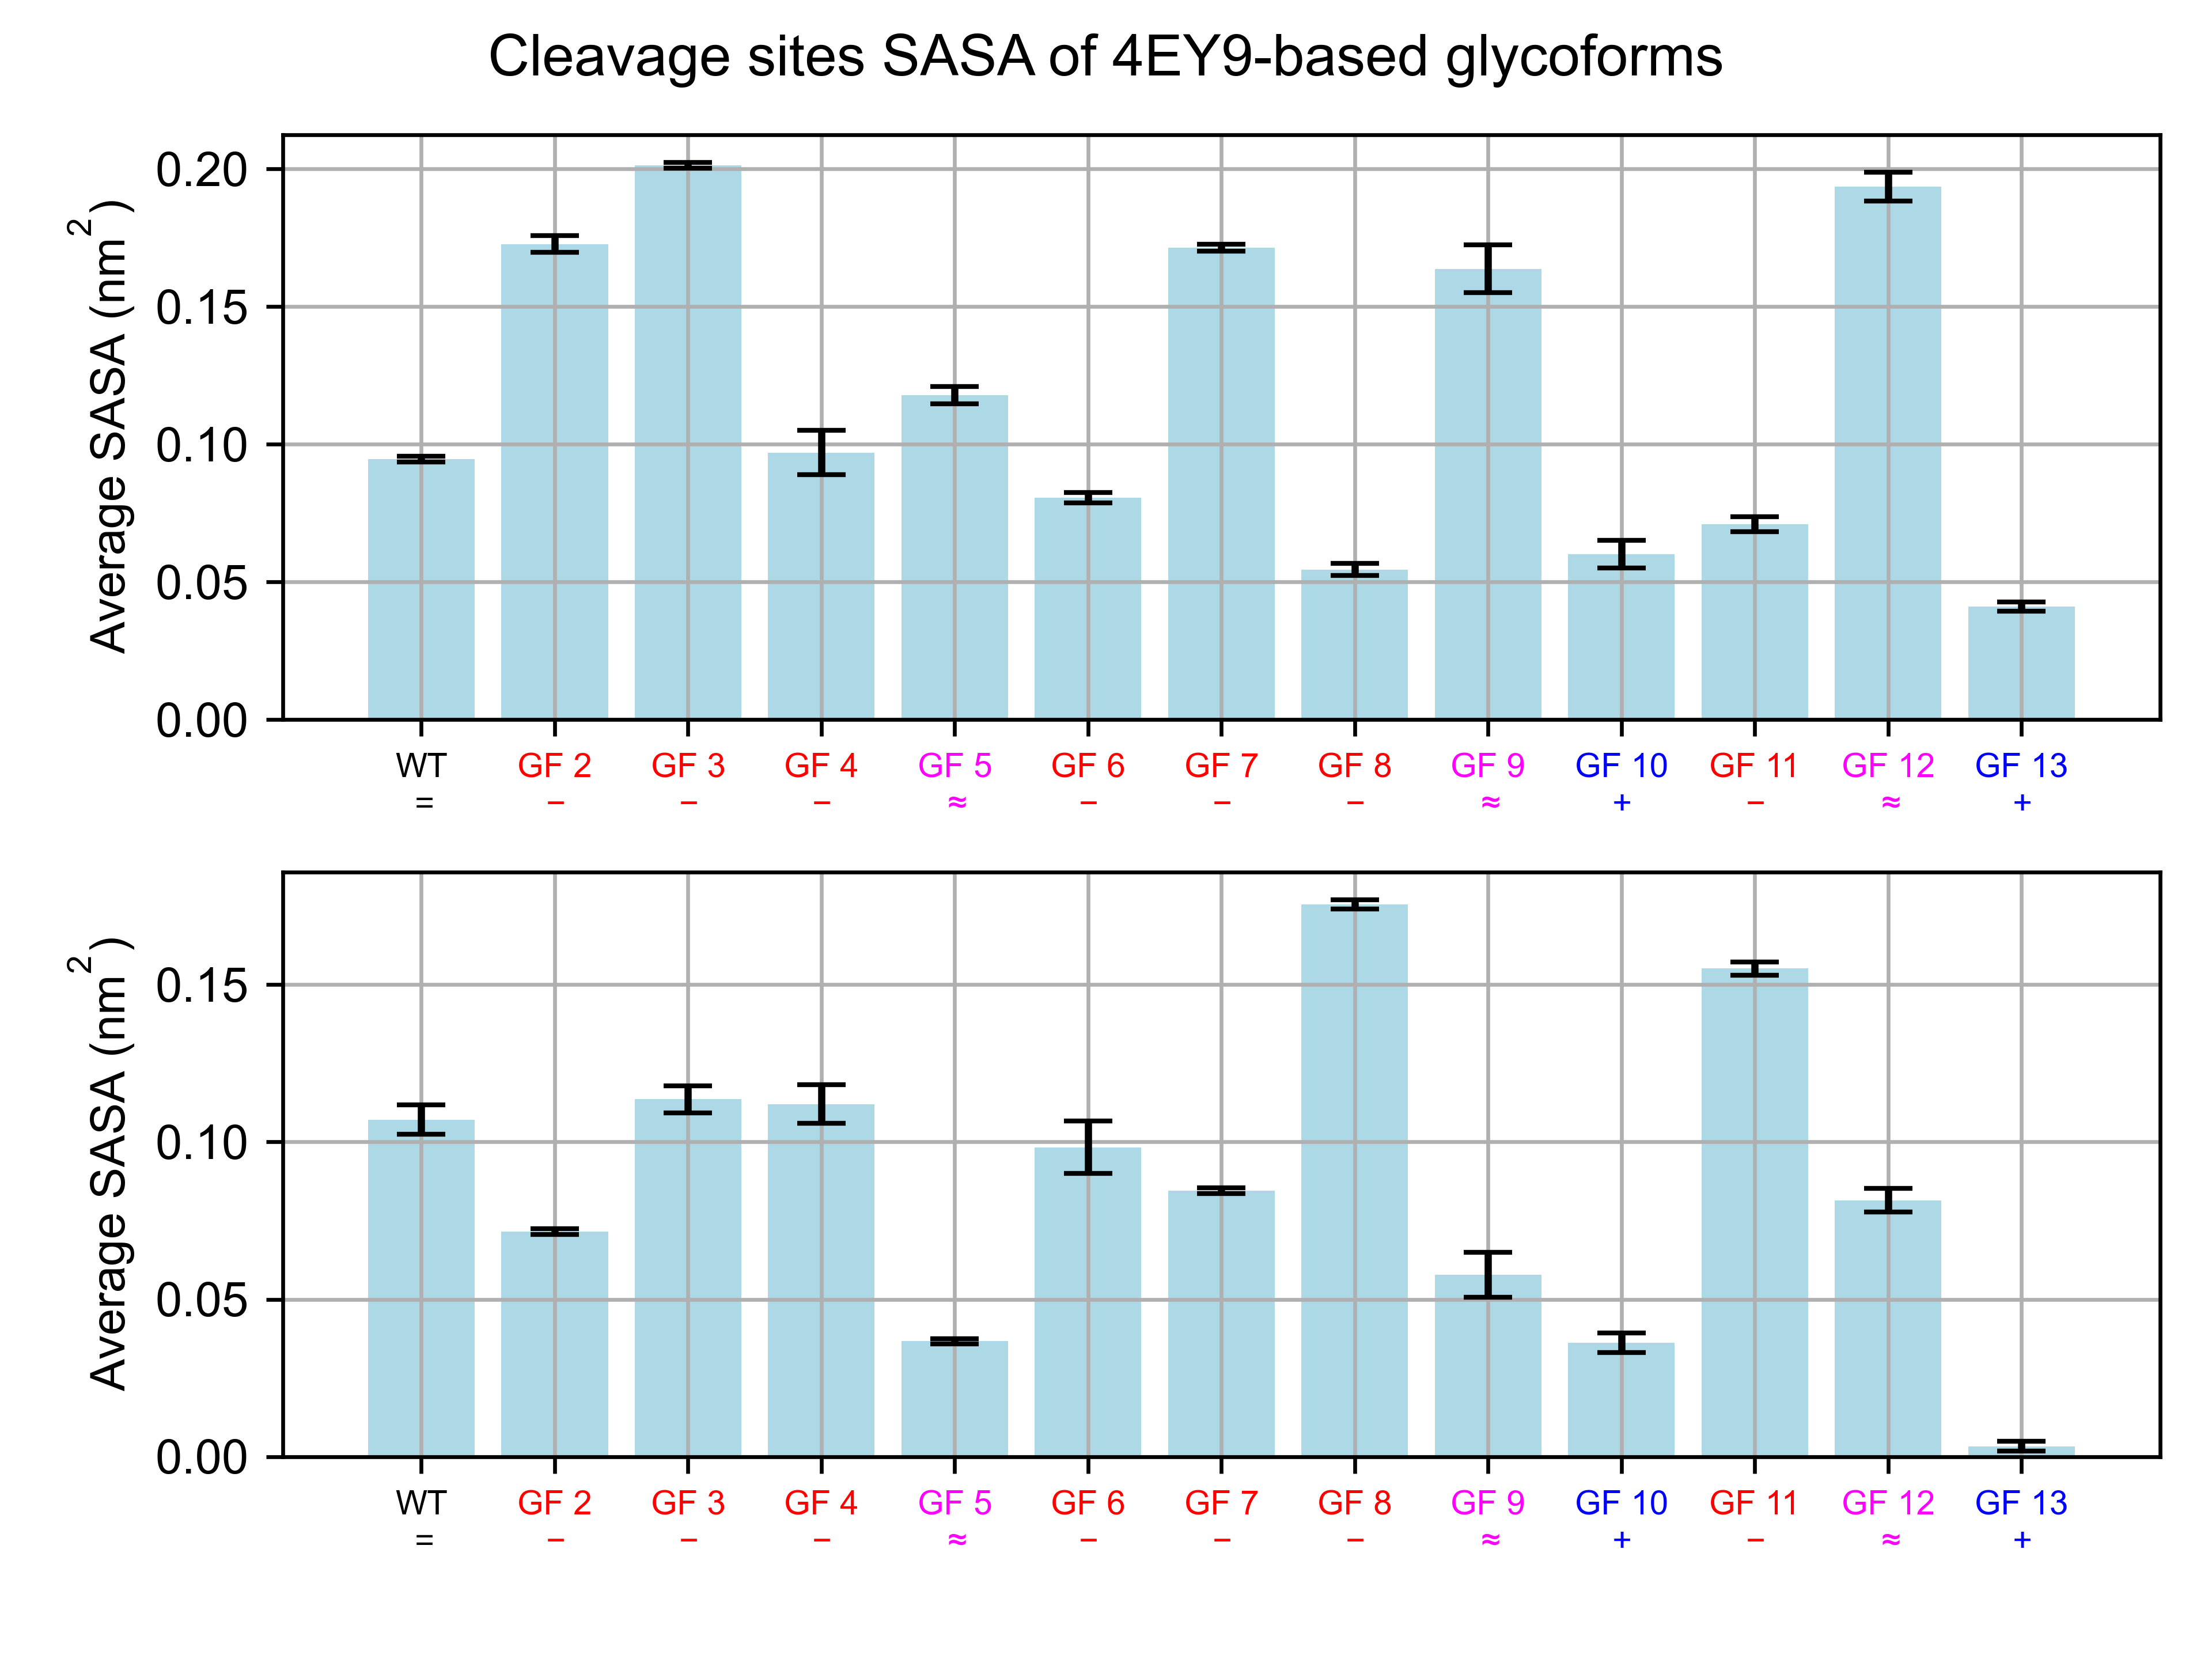 Cleavage sites SASA of 4EY9-based glycoforms
Average SASA (nm²)
0.20
0.15
0.10
0.05
0.00
WT GF 2 GF 3 GF 4 GF 5 GF 6 GF 7 GF 8 GF 9 GF 10 GF 11 GF 12 GF 13
= − − − ≈ − − − ≈ + − ≈ +
Average SASA (nm²)
0.15
0.10
0.05
0.00
WT GF 2 GF 3 GF 4 GF 5 GF 6 GF 7 GF 8 GF 9 GF 10 GF 11 GF 12 GF 13
= − − − ≈ − − − ≈ + − ≈ +